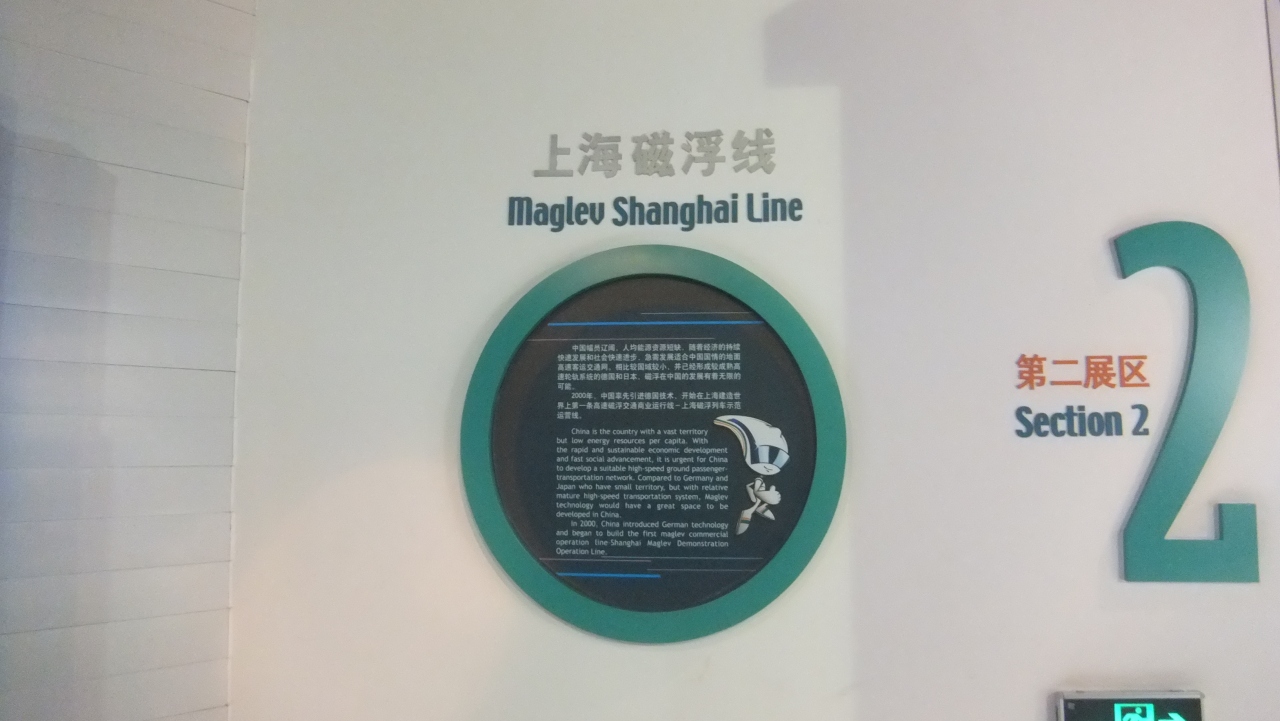 上海磁浮线
Maglev Shanghai Line
中国幅员辽阔，人均能源资源短缺，随着经济的持续
快速发展和社会快速进步，急需发展适合中国国情的地面
高速客运交通网。相比较国域较小，并已经形成较成熟高
速轮轨系统的德国和日本，磁浮在中国的发展有着无限的
可能。
2000年，中国率先引进德国技术，开始在上海建造世
界上第一条高速磁浮交通商业运行线－上海磁浮列车示范
运营线。
China is the country with a vast territory
but low energy resources per capita. With
the rapid and sustainable economic development
and fast social advancement, it is urgent for China
to develop a suitable high-speed ground passenger-
transportation network. Compared to Germany and
Japan who have small territory, but with relative
mature high-speed transportation system, Maglev
technology would have a great space to be
developed in China.
In 2000, China introduced German technology
and began to build the first maglev commercial
operation line-Shanghai Maglev Demonstration
Operation Line.
第二展区
Section 2
2